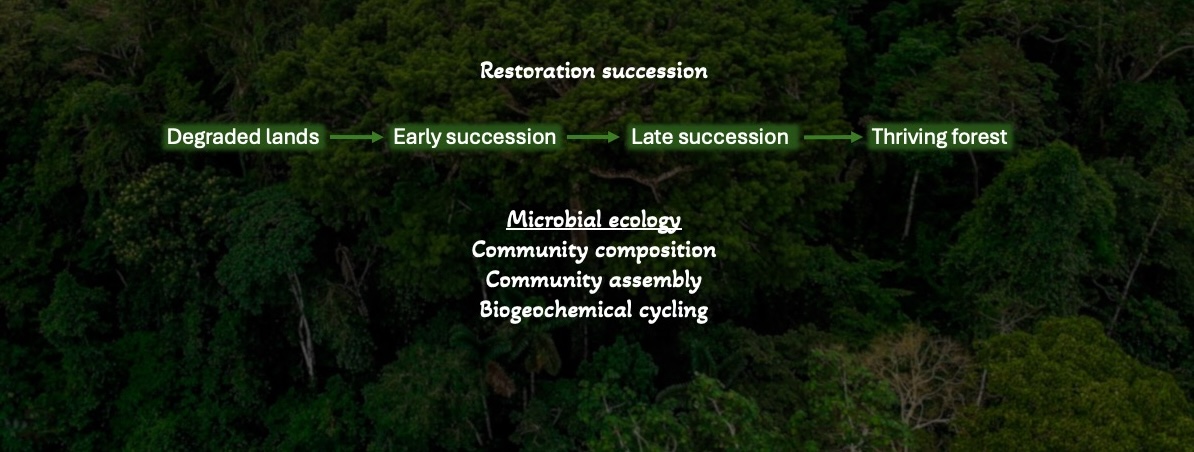 Restoration succession
Degraded lands Early succession Late succession Thriving forest
Microbial ecology
Community composition
Community assembly
Biogeochemical cycling